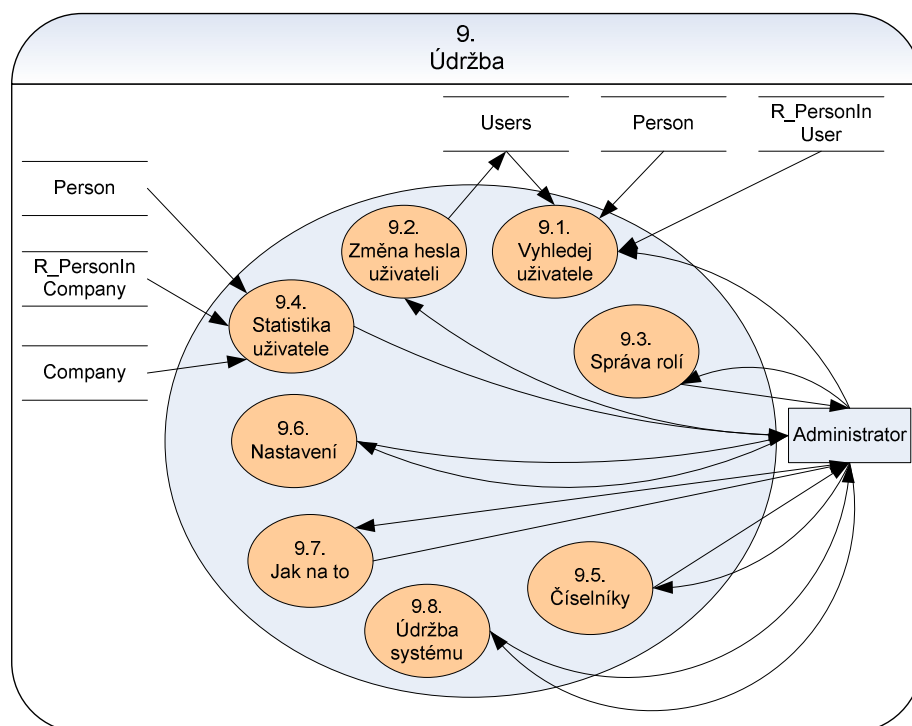 9.
Údržba
Users
Person
R_PersonIn
User
Person
R_PersonIn
Company
Company
9.2.
Změna hesla
uživateli
9.1.
Vyhledej
uživatele
9.4.
Statistika
uživatele
9.3.
Správa rolí
Administrator
9.6.
Nastavení
9.7.
Jak na to
9.5.
Číselníky
9.8.
Údržba
systému